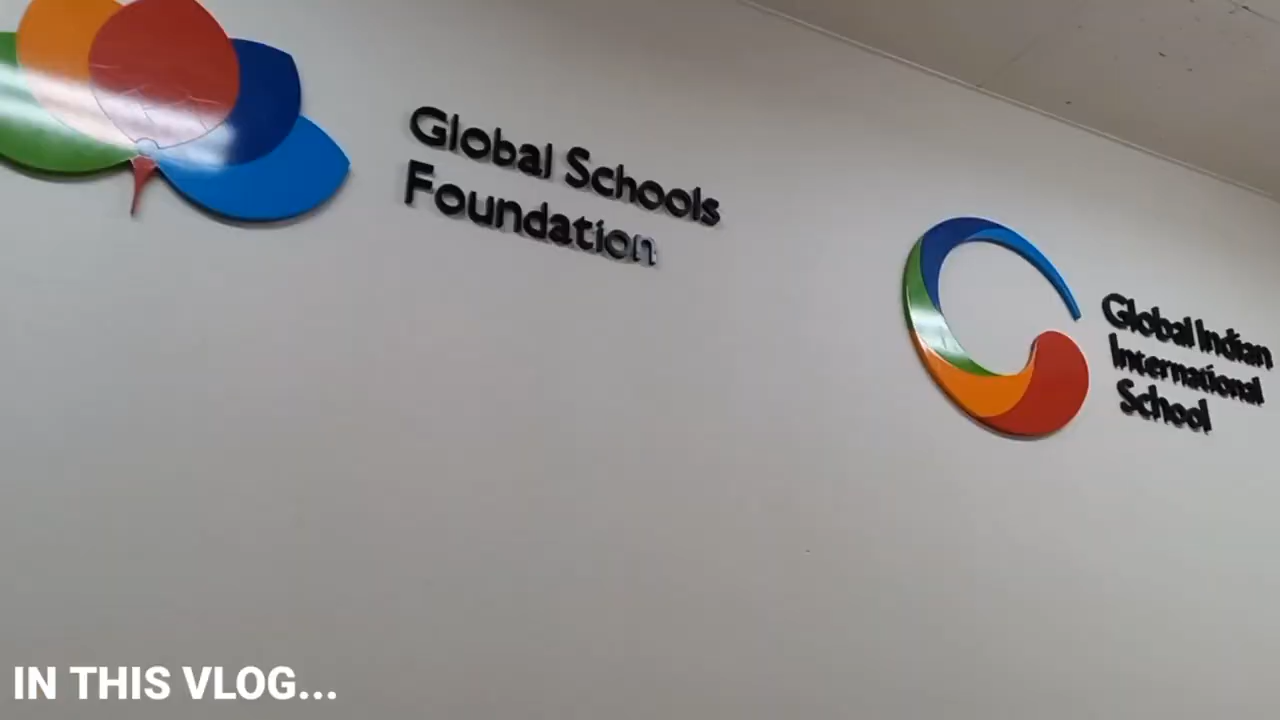 Global Schools
Foundation
Global Indian
International
School
IN THIS VLOG...